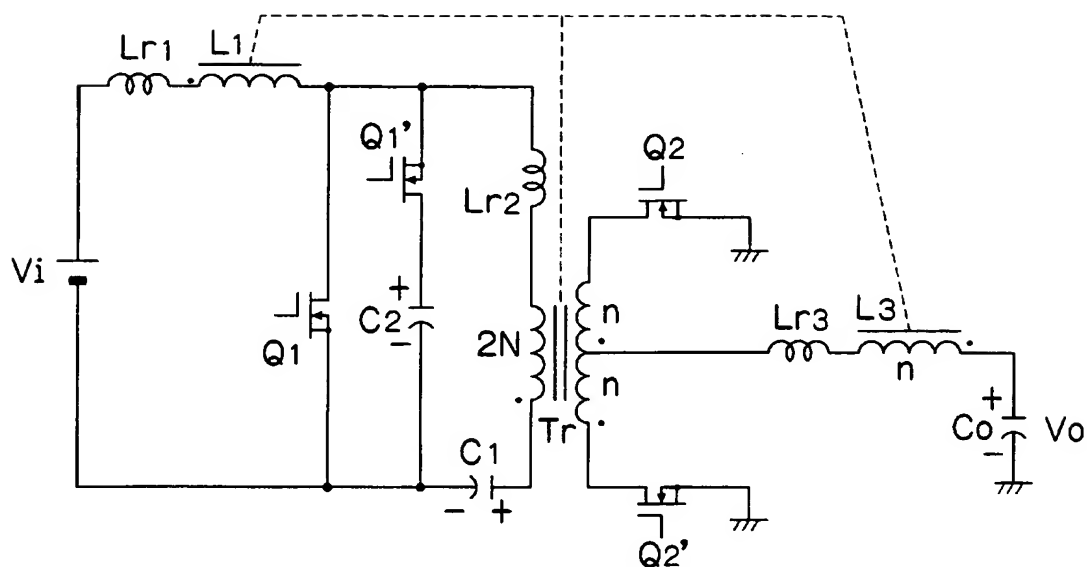 Lr1
L1
Q1'
Q2
Lr2
Vi
C2
+
-
Q1
2N
n
n
Lr3
L3
n
Tr
C1
-
+
Co
+
-
Vo
Q2'